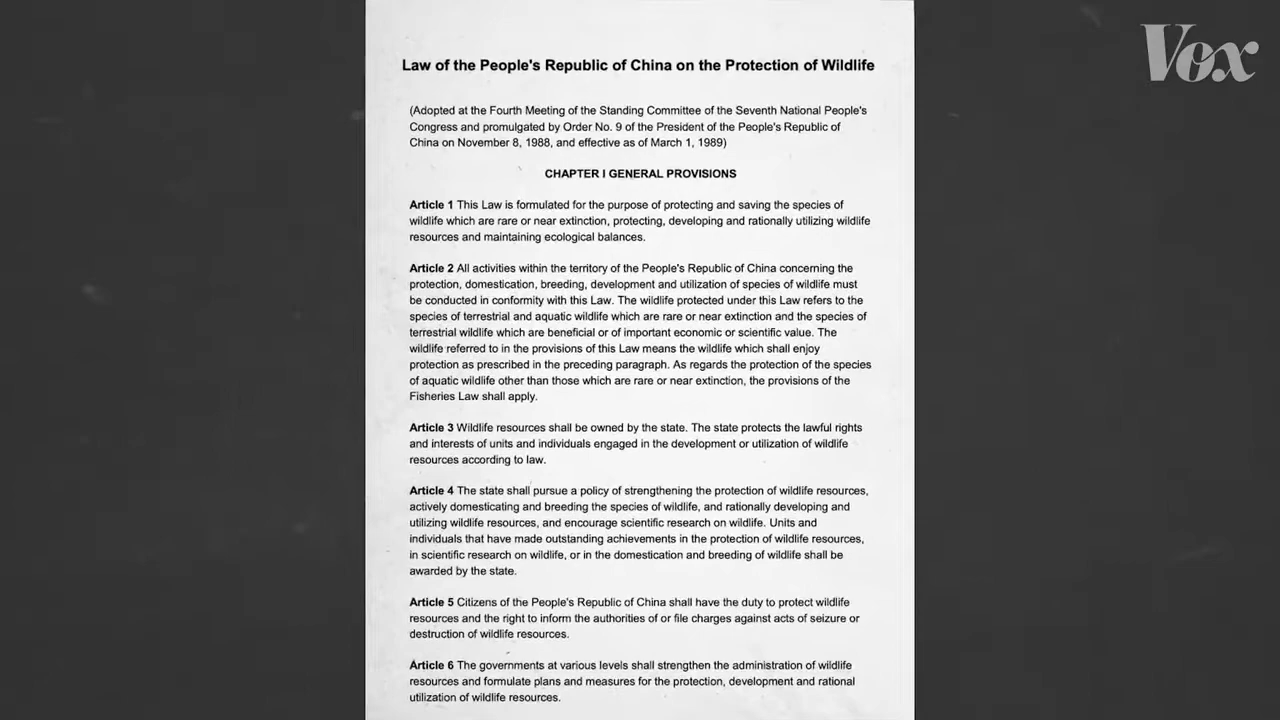 Vox
Law of the People's Republic of China on the Protection of Wildlife
(Adopted at the Fourth Meeting of the Standing Committee of the Seventh National People's
Congress and promulgated by Order No. 9 of the President of the People's Republic of
China on November 8, 1988, and effective as of March 1, 1989)
CHAPTER I GENERAL PROVISIONS
Article 1 This Law is formulated for the purpose of protecting and saving the species of
wildlife which are rare or near extinction, protecting, developing and rationally utilizing wildlife
resources and maintaining ecological balances.
Article 2 All activities within the territory of the People's Republic of China concerning the
protection, domestication, breeding, development and utilization of species of wildlife must
be conducted in conformity with this Law. The wildlife protected under this Law refers to the
species of terrestrial and aquatic wildlife which are rare or near extinction and the species of
terrestrial wildlife which are beneficial or of important economic or scientific value. The
wildlife referred to in the provisions of this Law means the wildlife which shall enjoy
protection as prescribed in the preceding paragraph. As regards the protection of the species
of aquatic wildlife other than those which are rare or near extinction, the provisions of the
Fisheries Law shall apply.
Article 3 Wildlife resources shall be owned by the state. The state protects the lawful rights
and interests of units and individuals engaged in the development or utilization of wildlife
resources according to law.
Article 4 The state shall pursue a policy of strengthening the protection of wildlife resources,
actively domesticating and breeding the species of wildlife, and rationally developing and
utilizing wildlife resources, and encourage scientific research on wildlife. Units and
individuals that have made outstanding achievements in the protection of wildlife resources,
in scientific research on wildlife, or in the domestication and breeding of wildlife shall be
awarded by the state.
Article 5 Citizens of the People's Republic of China shall have the duty to protect wildlife
resources and the right to inform the authorities of or file charges against acts of seizure or
destruction of wildlife resources.
Article 6 The governments at various levels shall strengthen the administration of wildlife
resources and formulate plans and measures for the protection, development and rational
utilization of wildlife resources.